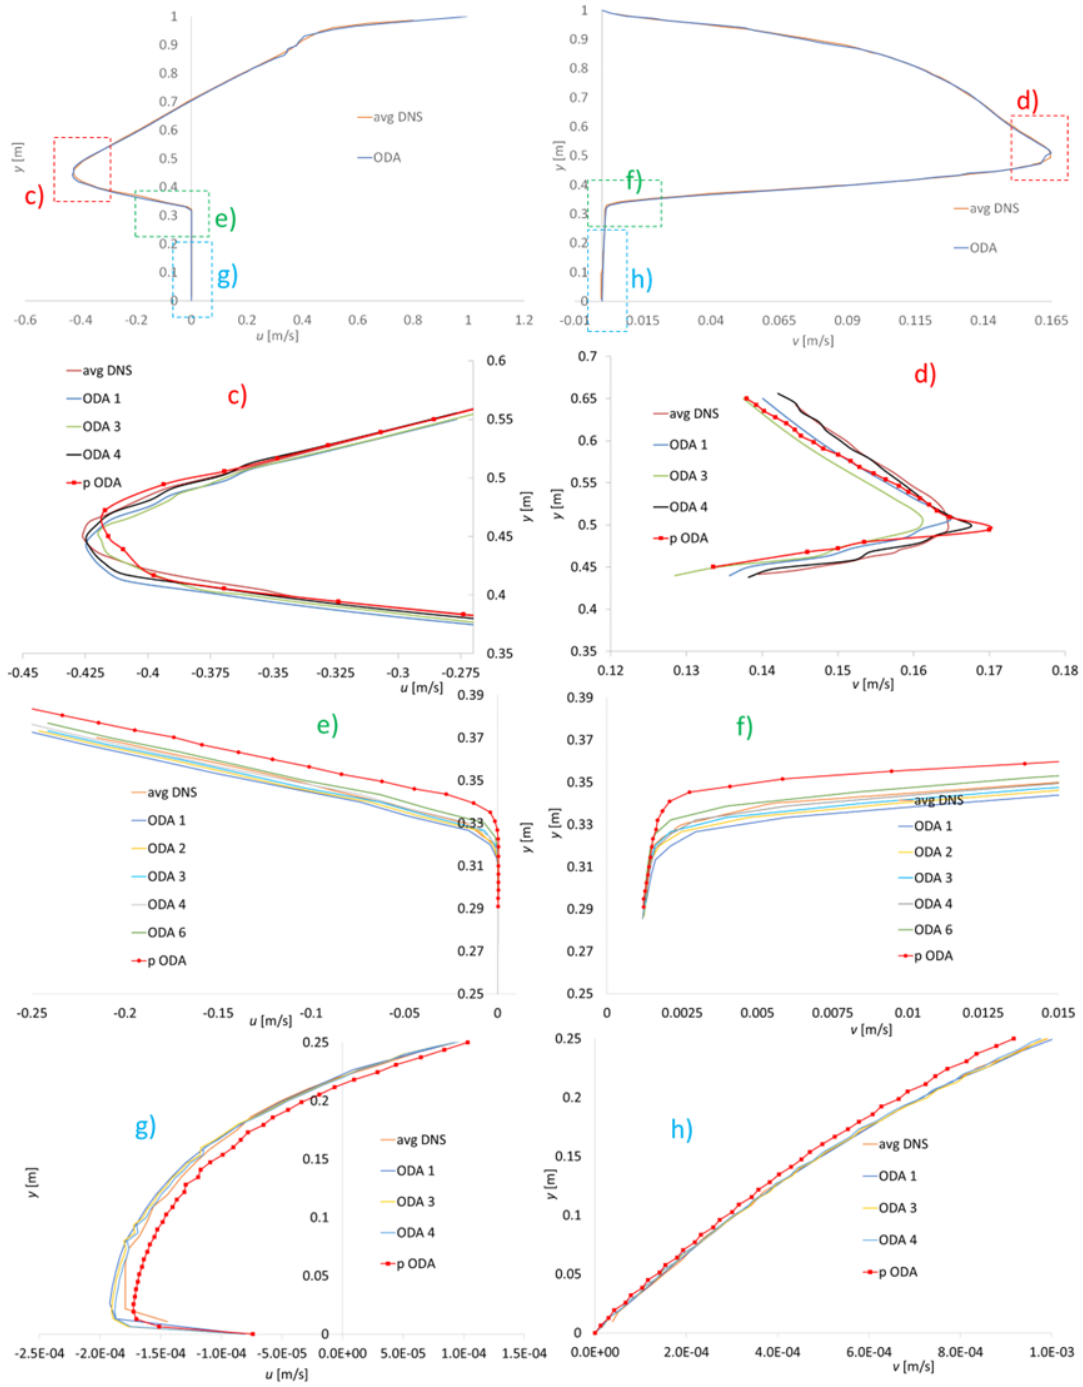 1
0.9
0.8
0.7
0.6
0.5
0.4
0.3
0.2
0.1
0
y [m]
-0.6
-0.4
-0.2
0
0.2
0.4
0.6
0.8
1
1.2
u [m/s]
avg DNS
ODA
c)
e)
g)
1
0.9
0.8
0.7
0.6
0.5
0.4
0.3
0.2
0.1
0
y [m]
-0.01
0.015
0.04
0.065
0.09
0.115
0.14
0.165
v [m/s]
avg DNS
ODA
d)
f)
h)
avg DNS
ODA 1
ODA 3
ODA 4
p ODA
c)
0.6
0.55
0.5
0.45
0.4
0.35
y [m]
-0.45
-0.425
-0.4
-0.375
-0.35
-0.325
-0.3
-0.275
u [m/s]
d)
0.7
0.65
0.6
0.55
0.5
0.45
0.4
0.35
y [m]
avg DNS
ODA 1
ODA 3
ODA 4
p ODA
0.12
0.13
0.14
0.15
0.16
0.17
0.18
v [m/s]
e)
0.39
0.37
0.35
0.33
0.31
0.29
0.27
0.25
y [m]
avg DNS
ODA 1
ODA 2
ODA 3
ODA 4
ODA 6
p ODA
-0.25
-0.2
-0.15
-0.1
-0.05
0
u [m/s]
f)
0.39
0.37
0.35
0.33
0.31
0.29
0.27
0.25
y [m]
avg DNS
ODA 1
ODA 2
ODA 3
ODA 4
ODA 6
p ODA
0
0.0025
0.005
0.0075
0.01
0.0125
0.015
v [m/s]
g)
0.25
0.2
0.15
0.1
0.05
0
y [m]
avg DNS
ODA 1
ODA 3
ODA 4
p ODA
-2.5E-04
-2.0E-04
-1.5E-04
-1.0E-04
-5.0E-05
0.0E+00
5.0E-05
1.0E-04
1.5E-04
u [m/s]
h)
0.25
0.2
0.15
0.1
0.05
0
y [m]
avg DNS
ODA 1
ODA 3
ODA 4
p ODA
0.0E+00
2.0E-04
4.0E-04
6.0E-04
8.0E-04
1.0E-03
v [m/s]